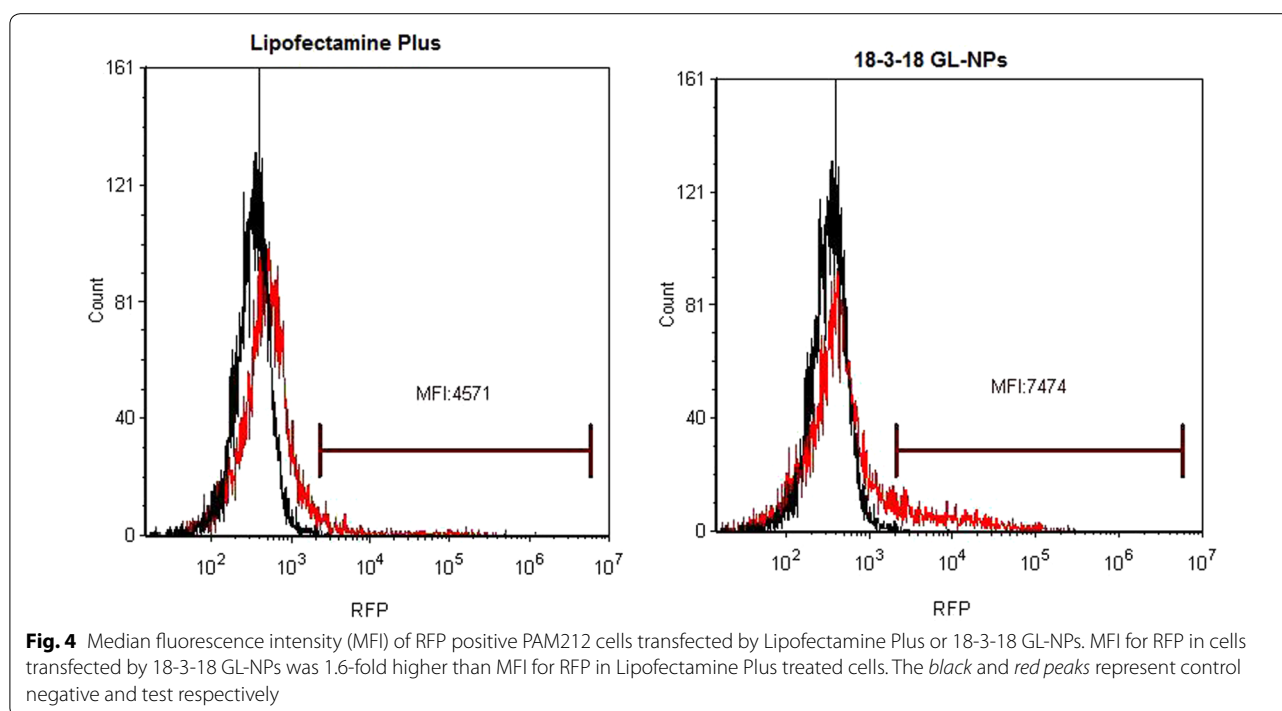 Lipofectamine Plus
161
121
81
40
0
Count
MFI:4571
10^2 10^3 10^4 10^5 10^6 10^7
RFP
18-3-18 GL-NPs
161
121
81
40
0
Count
MFI:7474
10^2 10^3 10^4 10^5 10^6 10^7
RFP
Fig. 4 Median fluorescence intensity (MFI) of RFP positive PAM212 cells transfected by Lipofectamine Plus or 18-3-18 GL-NPs. MFI for RFP in cells
transfected by 18-3-18 GL-NPs was 1.6-fold higher than MFI for RFP in Lipofectamine Plus treated cells. The black and red peaks represent control
negative and test respectively